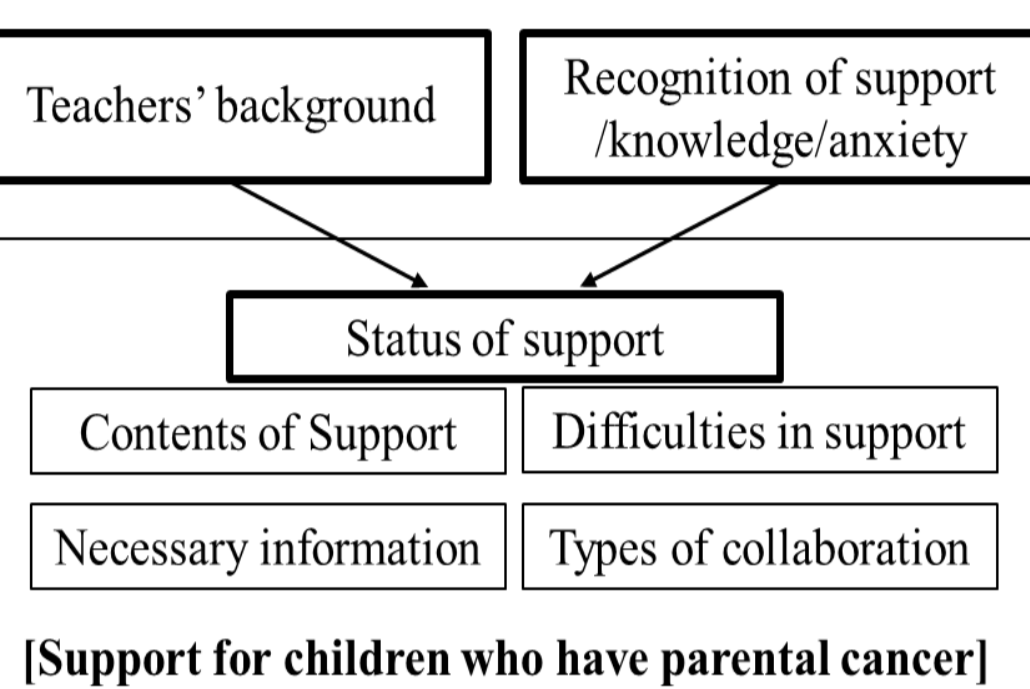 Teachers’ background
Recognition of support
/knowledge/anxiety
Status of support
Contents of Support
Difficulties in support
Necessary information
Types of collaboration
[Support for children who have parental cancer]